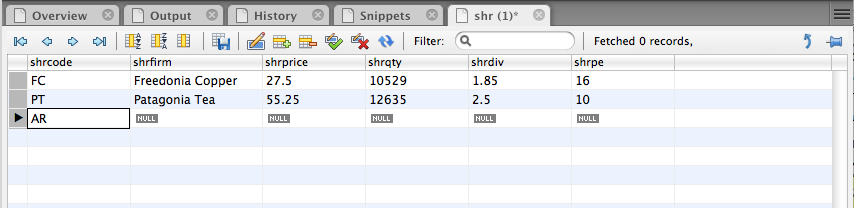 Overview Output History Snippets shr (1)*
Filter: Fetched 0 records,
shrcode shrfirm shrprice shrqty shrdiv shrpe
FC Freedonia Copper 27.5 10529 1.85 16
PT Patagonia Tea 55.25 12635 2.5 10
AR NULL NULL NULL NULL NULL